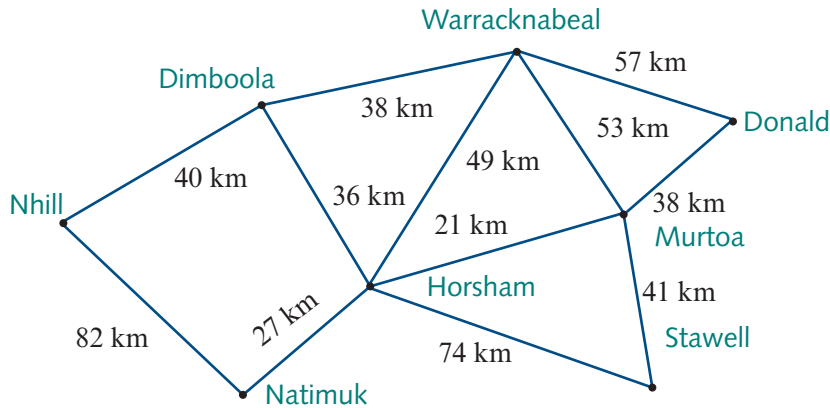 Warracknabeal
57 km
Dimboola
38 km
Donald
53 km
40 km
49 km
36 km
Nhill
38 km
21 km
Murtoa
Horsham
41 km
27 km
82 km
Stawell
74 km
Natimuk